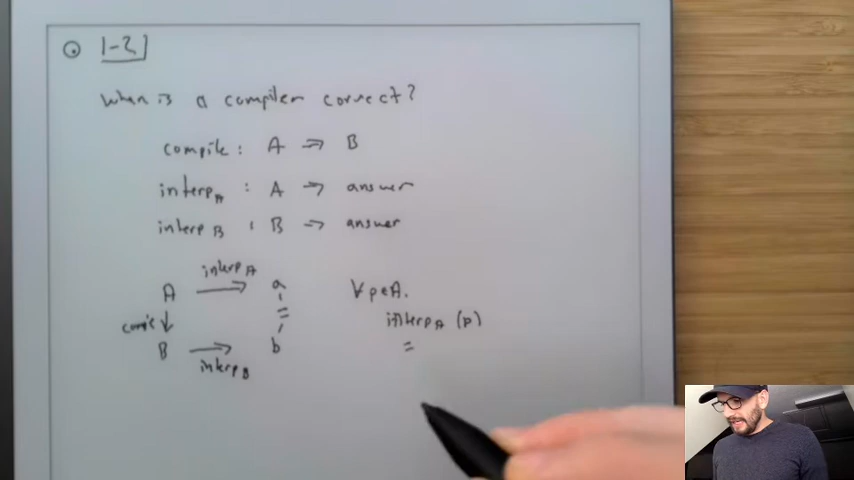 1-2
When is a compiler correct?
compile : A → B
interp_A : A → answer
interp_B : B → answer
interp_A
A → a
∀p∈A.
compile ↓ =
interp_A (p)
B → b
=
interp_B